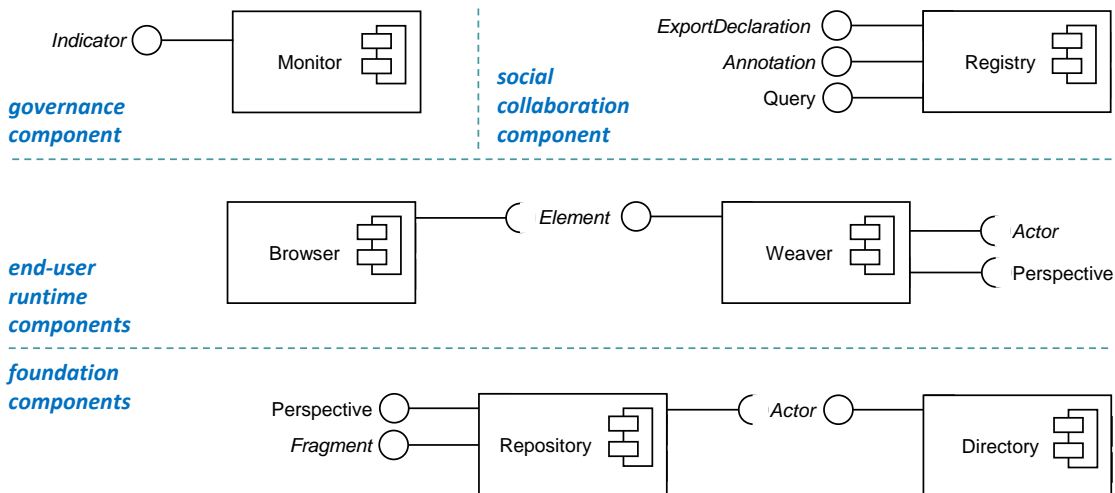 Indicator
Monitor
governance
component
social
collaboration
component
ExportDeclaration
Annotation
Query
Registry
end-user
runtime
components
Browser
Element
Weaver
Actor
Perspective
foundation
components
Perspective
Fragment
Repository
Actor
Directory